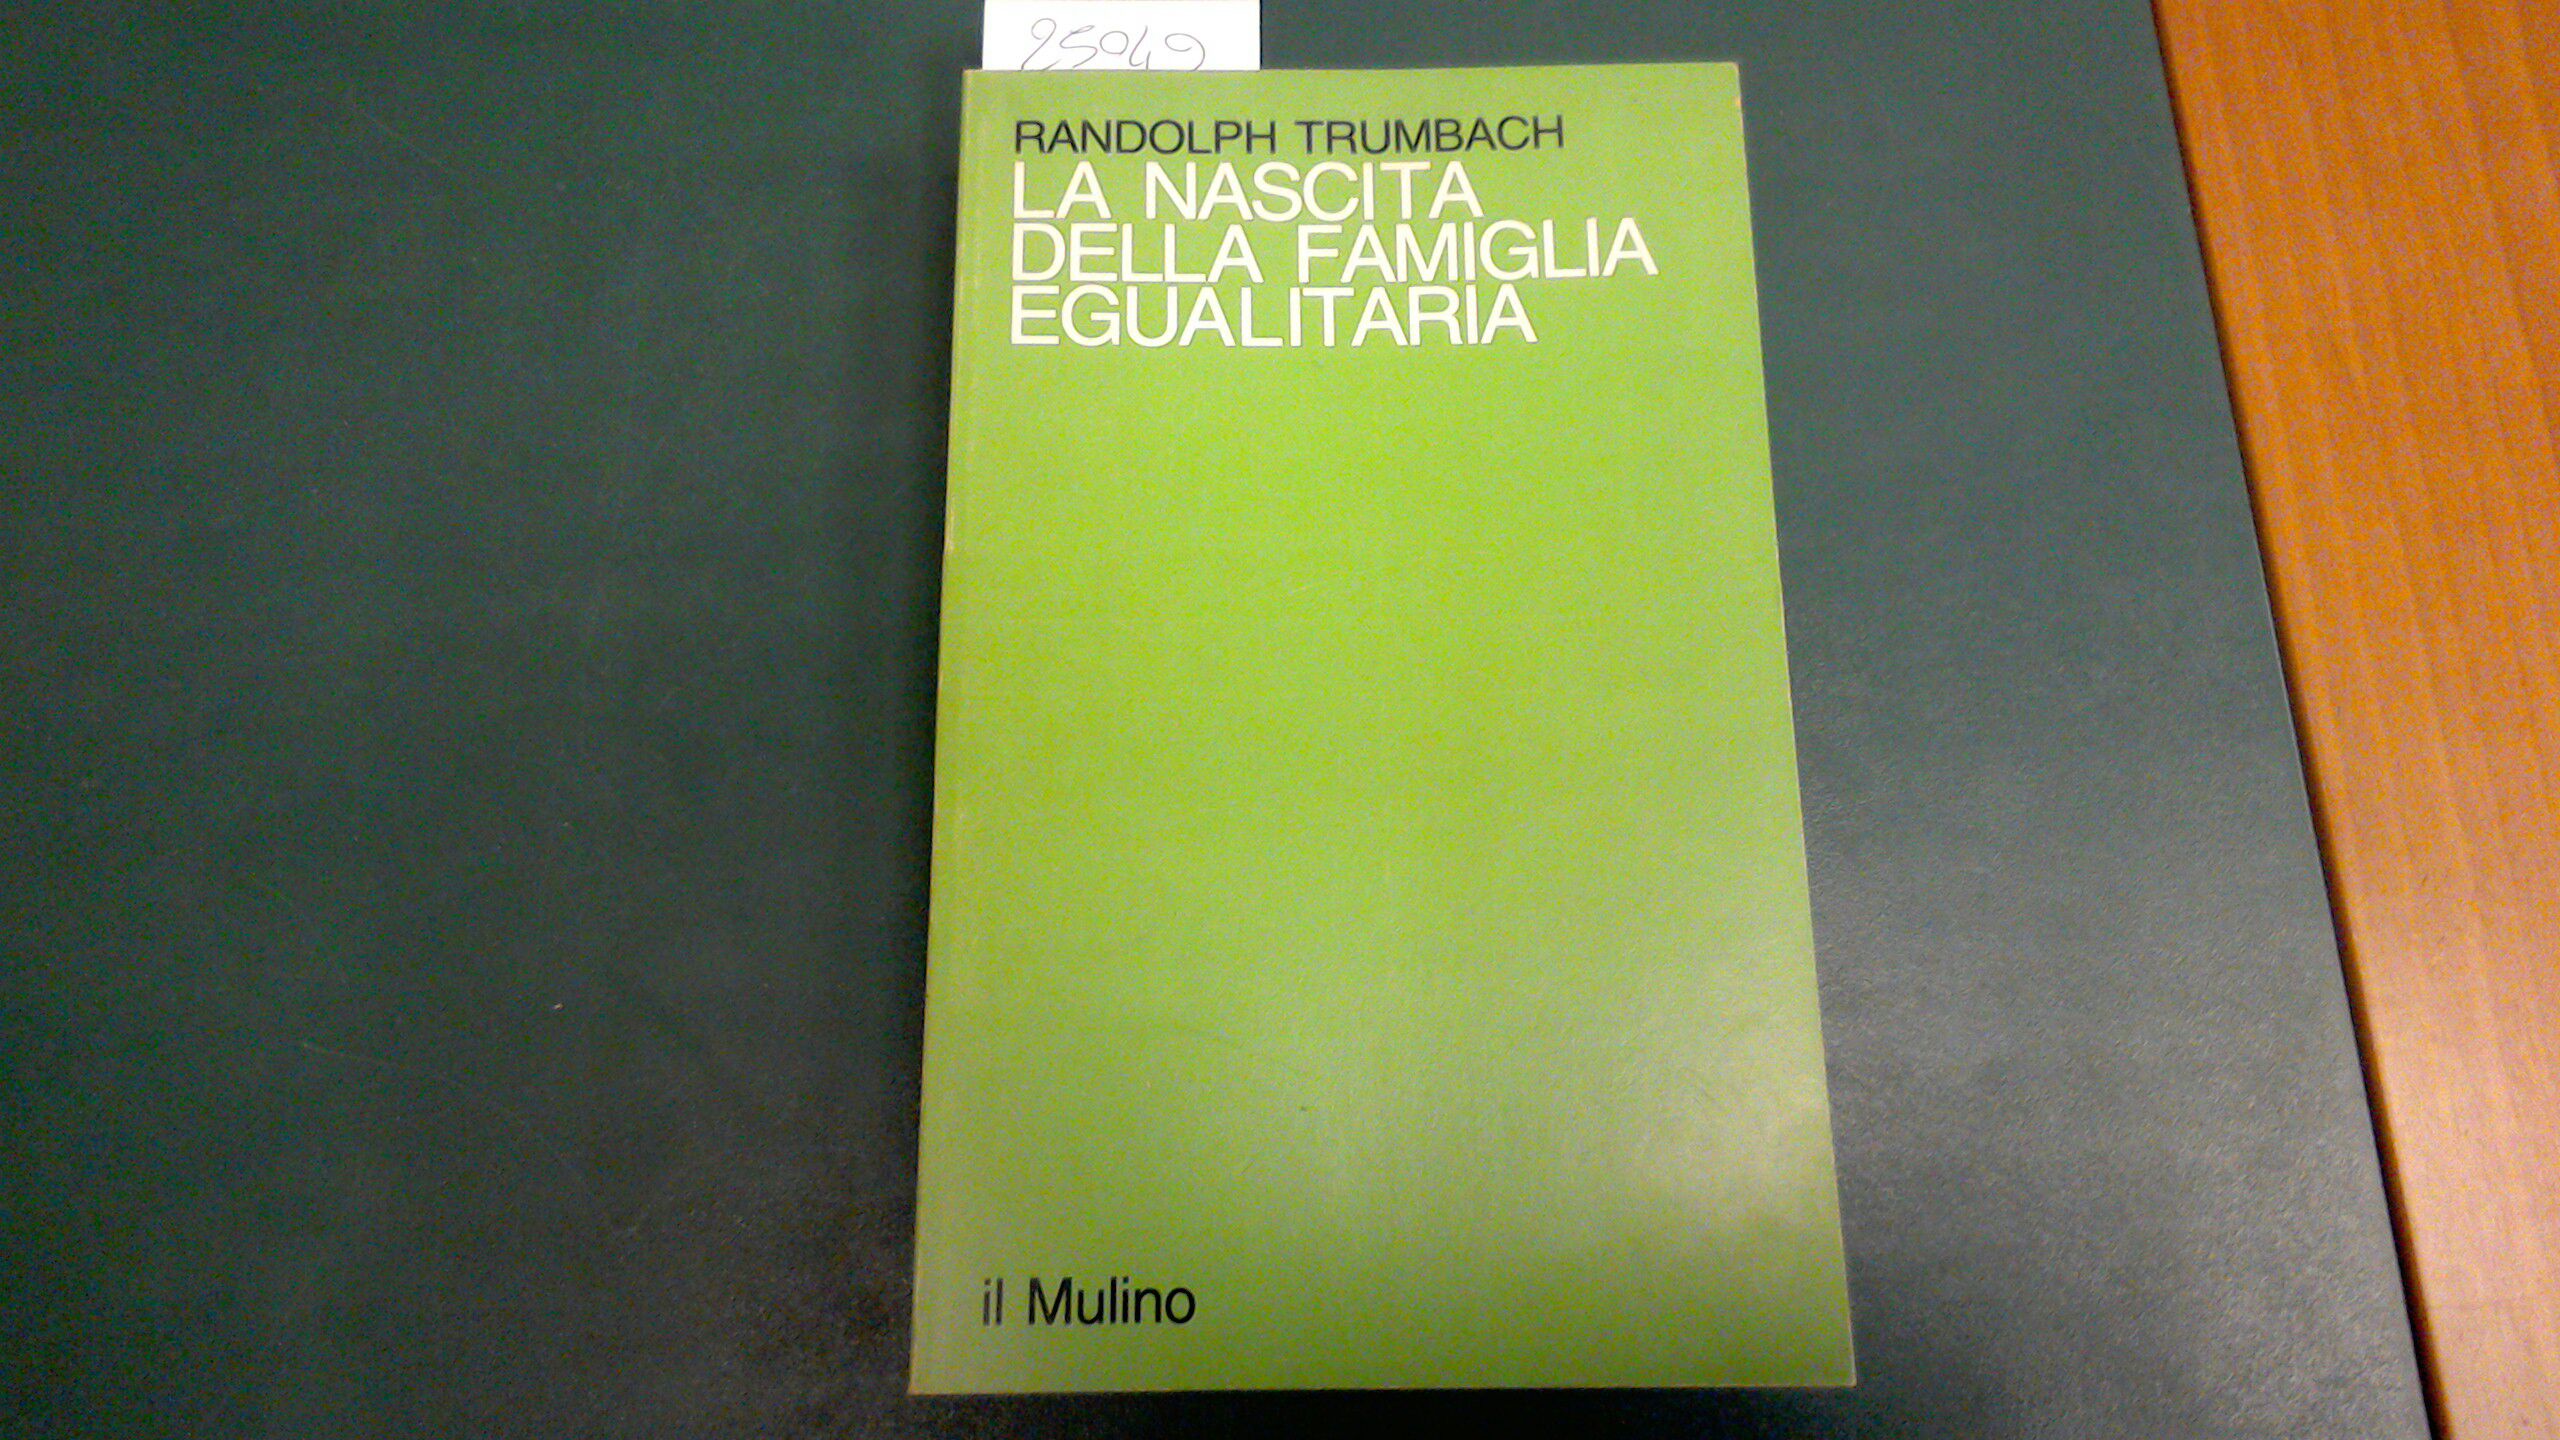 25049
RANDOLPH TRUMBACH
LA NASCITA
DELLA FAMIGLIA
EGUALITARIA
il Mulino